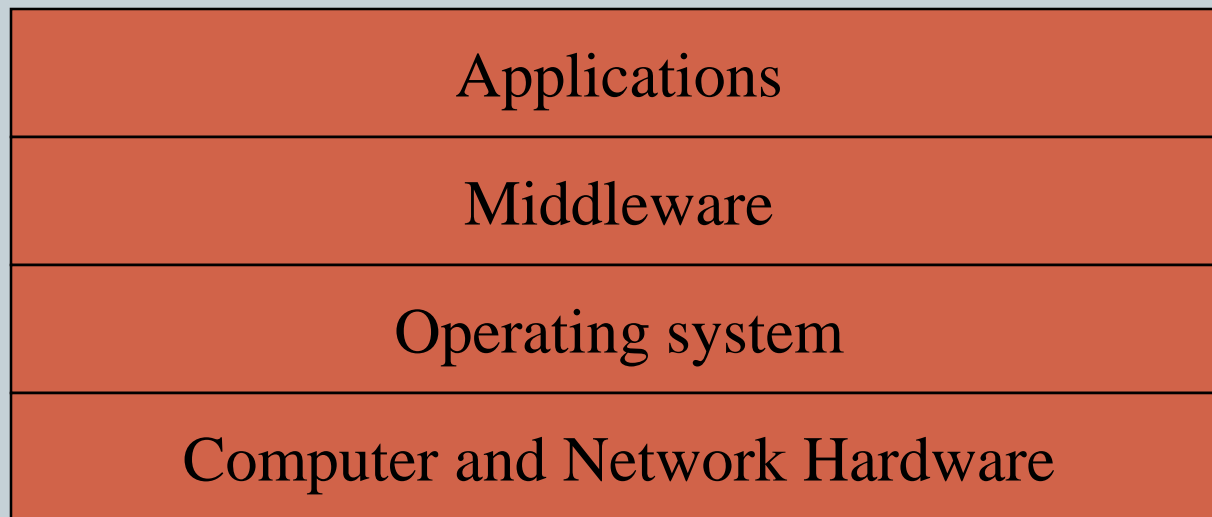 Applications
Middleware
Operating system
Computer and Network Hardware